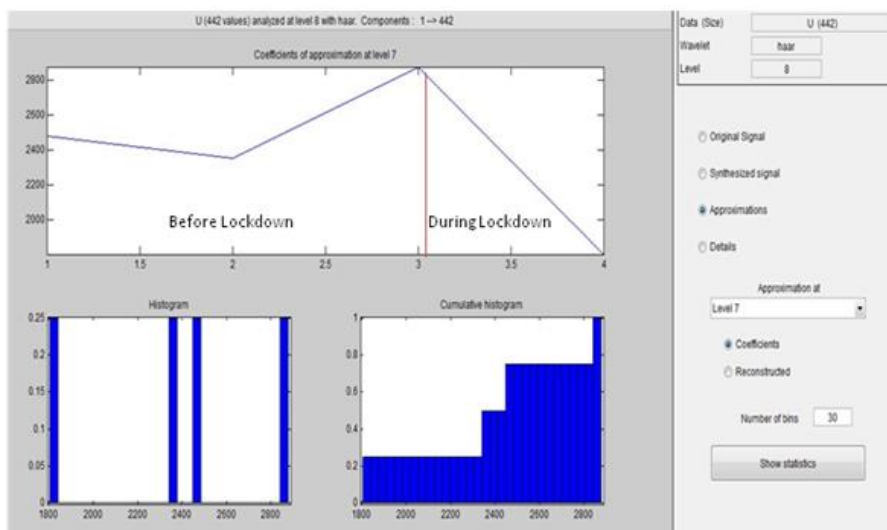 U (442 values) analyzed at level 8 with haar. Components : 1 --> 442
Coefficients of approximation at level 7
2800
2600
2400
2200
2000
Before Lockdown
During Lockdown
1
1.5
2
2.5
3
3.5
4
Histogram
0.25
0.2
0.15
0.1
0.05
0
1800
2000
2200
2400
2600
2800
Cumulative histogram
1
0.8
0.6
0.4
0.2
0
1800
2000
2200
2400
2600
2800
Data (Size)
U (442)
Wavelet
haar
Level
8
Original Signal
Synthesized signal
Approximations
Details
Approximation at
Level 7
Coefficients
Reconstructed
Number of bins
30
Show statistics